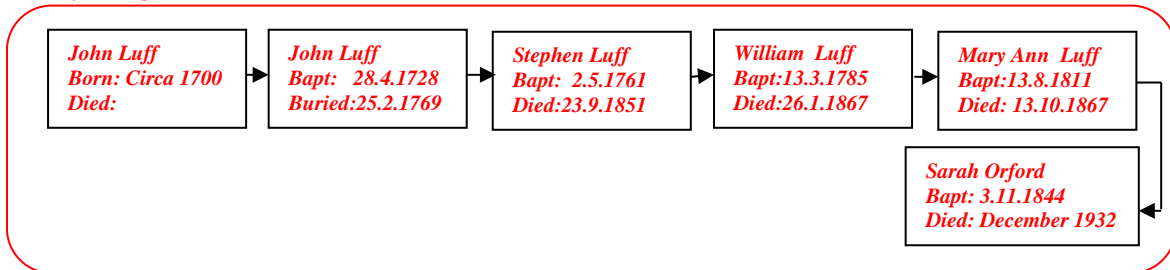 John Luff
Born: Circa 1700
Died:
John Luff
Bapt: 28.4.1728
Buried:25.2.1769
Stephen Luff
Bapt: 2.5.1761
Died:23.9.1851
William Luff
Bapt:13.3.1785
Died:26.1.1867
Mary Ann Luff
Bapt:13.8.1811
Died: 13.10.1867
Sarah Orford
Bapt: 3.11.1844
Died: December 1932